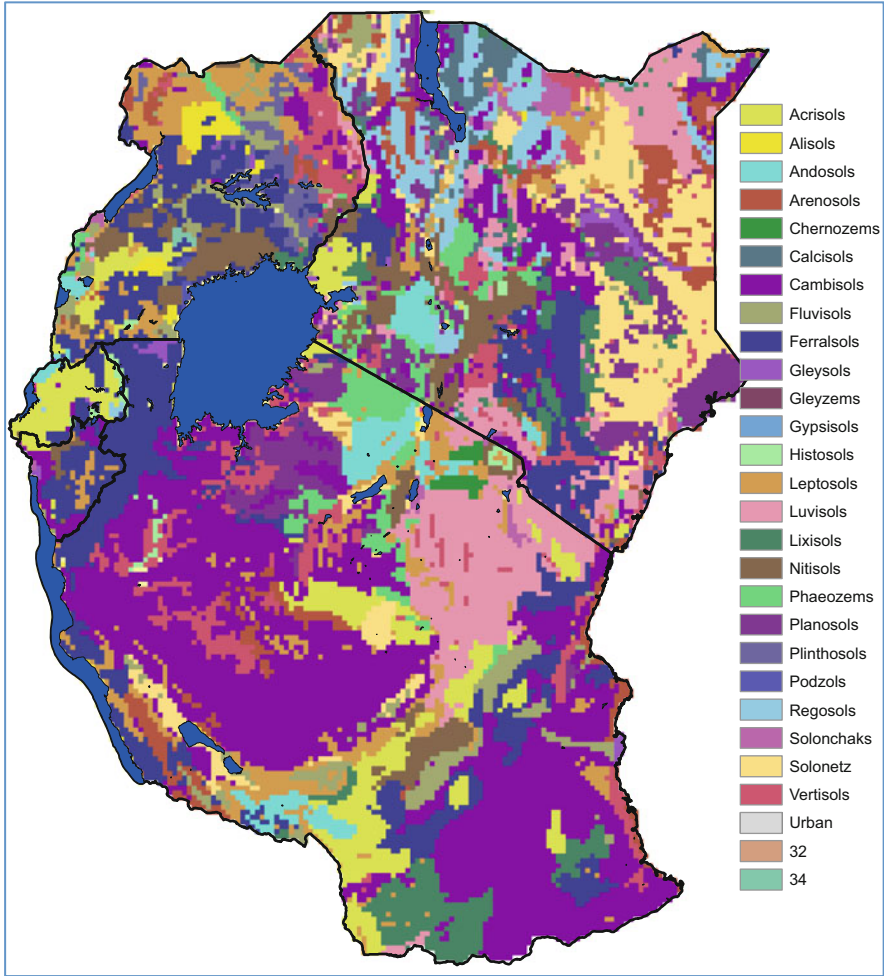 Acrisols
Alisols
Andosols
Arenosols
Chernozems
Calcisols
Cambisols
Fluvisols
Ferralsols
Gleysols
Gleyzems
Gypsisols
Histosols
Leptosols
Luvisols
Lixisols
Nitisols
Phaeozems
Planosols
Plinthosols
Podzols
Regosols
Solonchaks
Solonetz
Vertisols
Urban
32
34